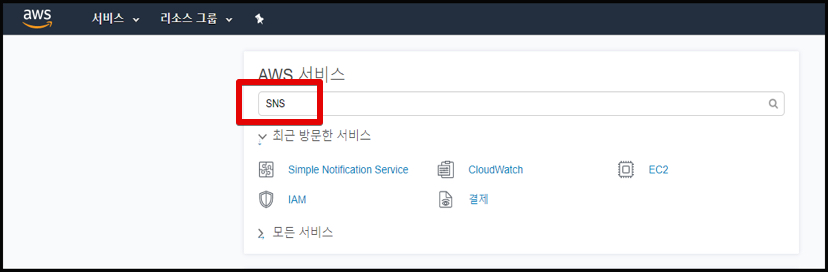 aws 서비스 리소스 그룹
AWS 서비스
SNS
최근 방문한 서비스
Simple Notification Service CloudWatch EC2
IAM 결제
모든 서비스